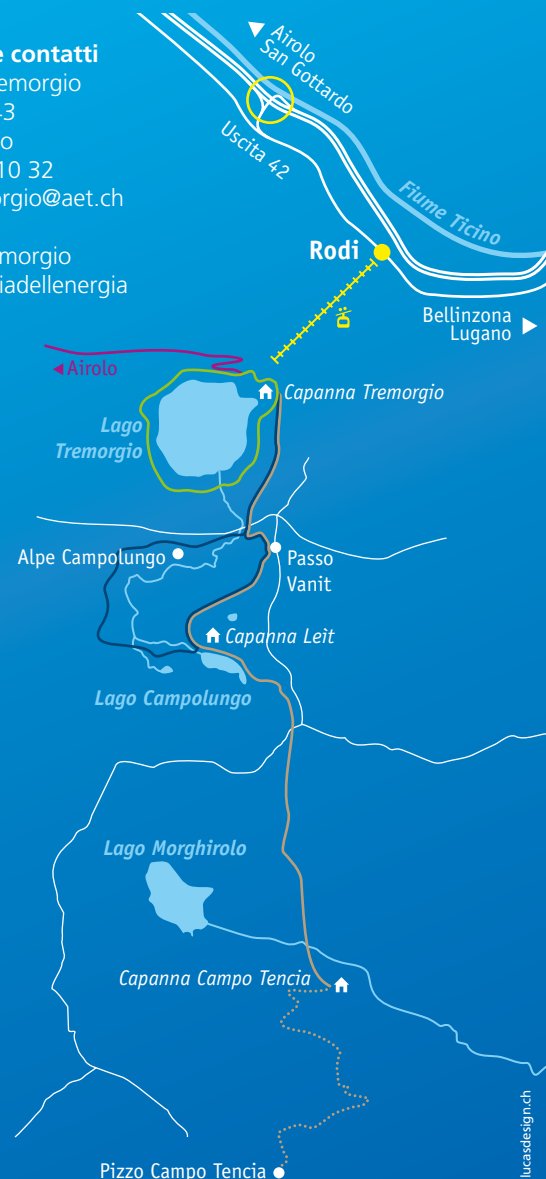 e contatti
emorgio
43
o
10 32
rgio@aet.ch
morgio
iadellenergia
Airolo
San Gottardo
Uscita 42
Fiume Ticino
Rodi
Bellinzona
Lugano
Airolo
Capanna Tremorgio
Lago
Tremorgio
Alpe Campolungo
Passo
Vanit
Capanna Leìt
Lago Campolungo
Lago Morghirolo
Capanna Campo Tencia
Pizzo Campo Tencia
lucasdesign.ch